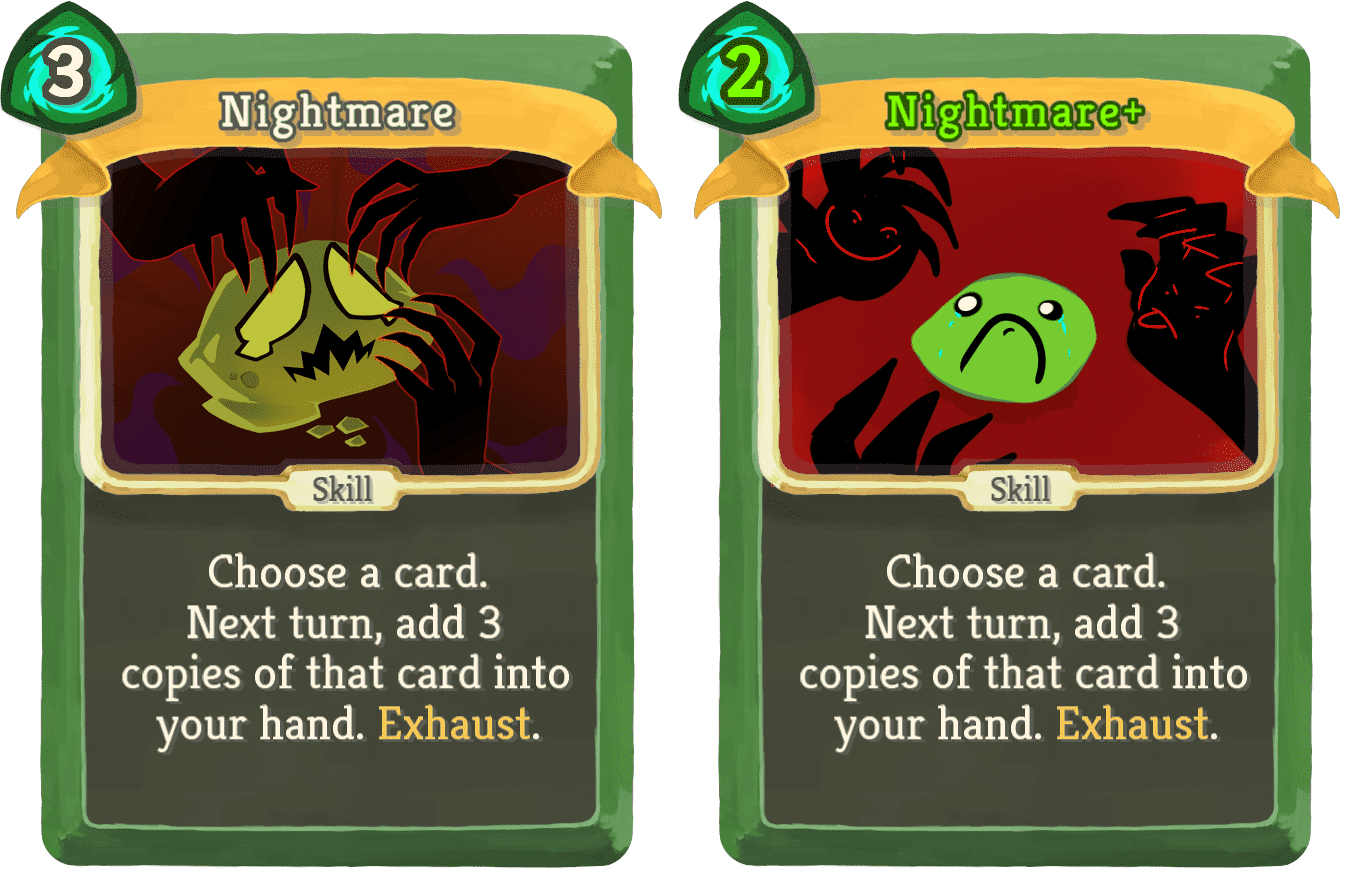 3
Nightmare
Skill
Choose a card.
Next turn, add 3
copies of that card into
your hand. Exhaust.
2
Nightmare+
Skill
Choose a card.
Next turn, add 3
copies of that card into
your hand. Exhaust.